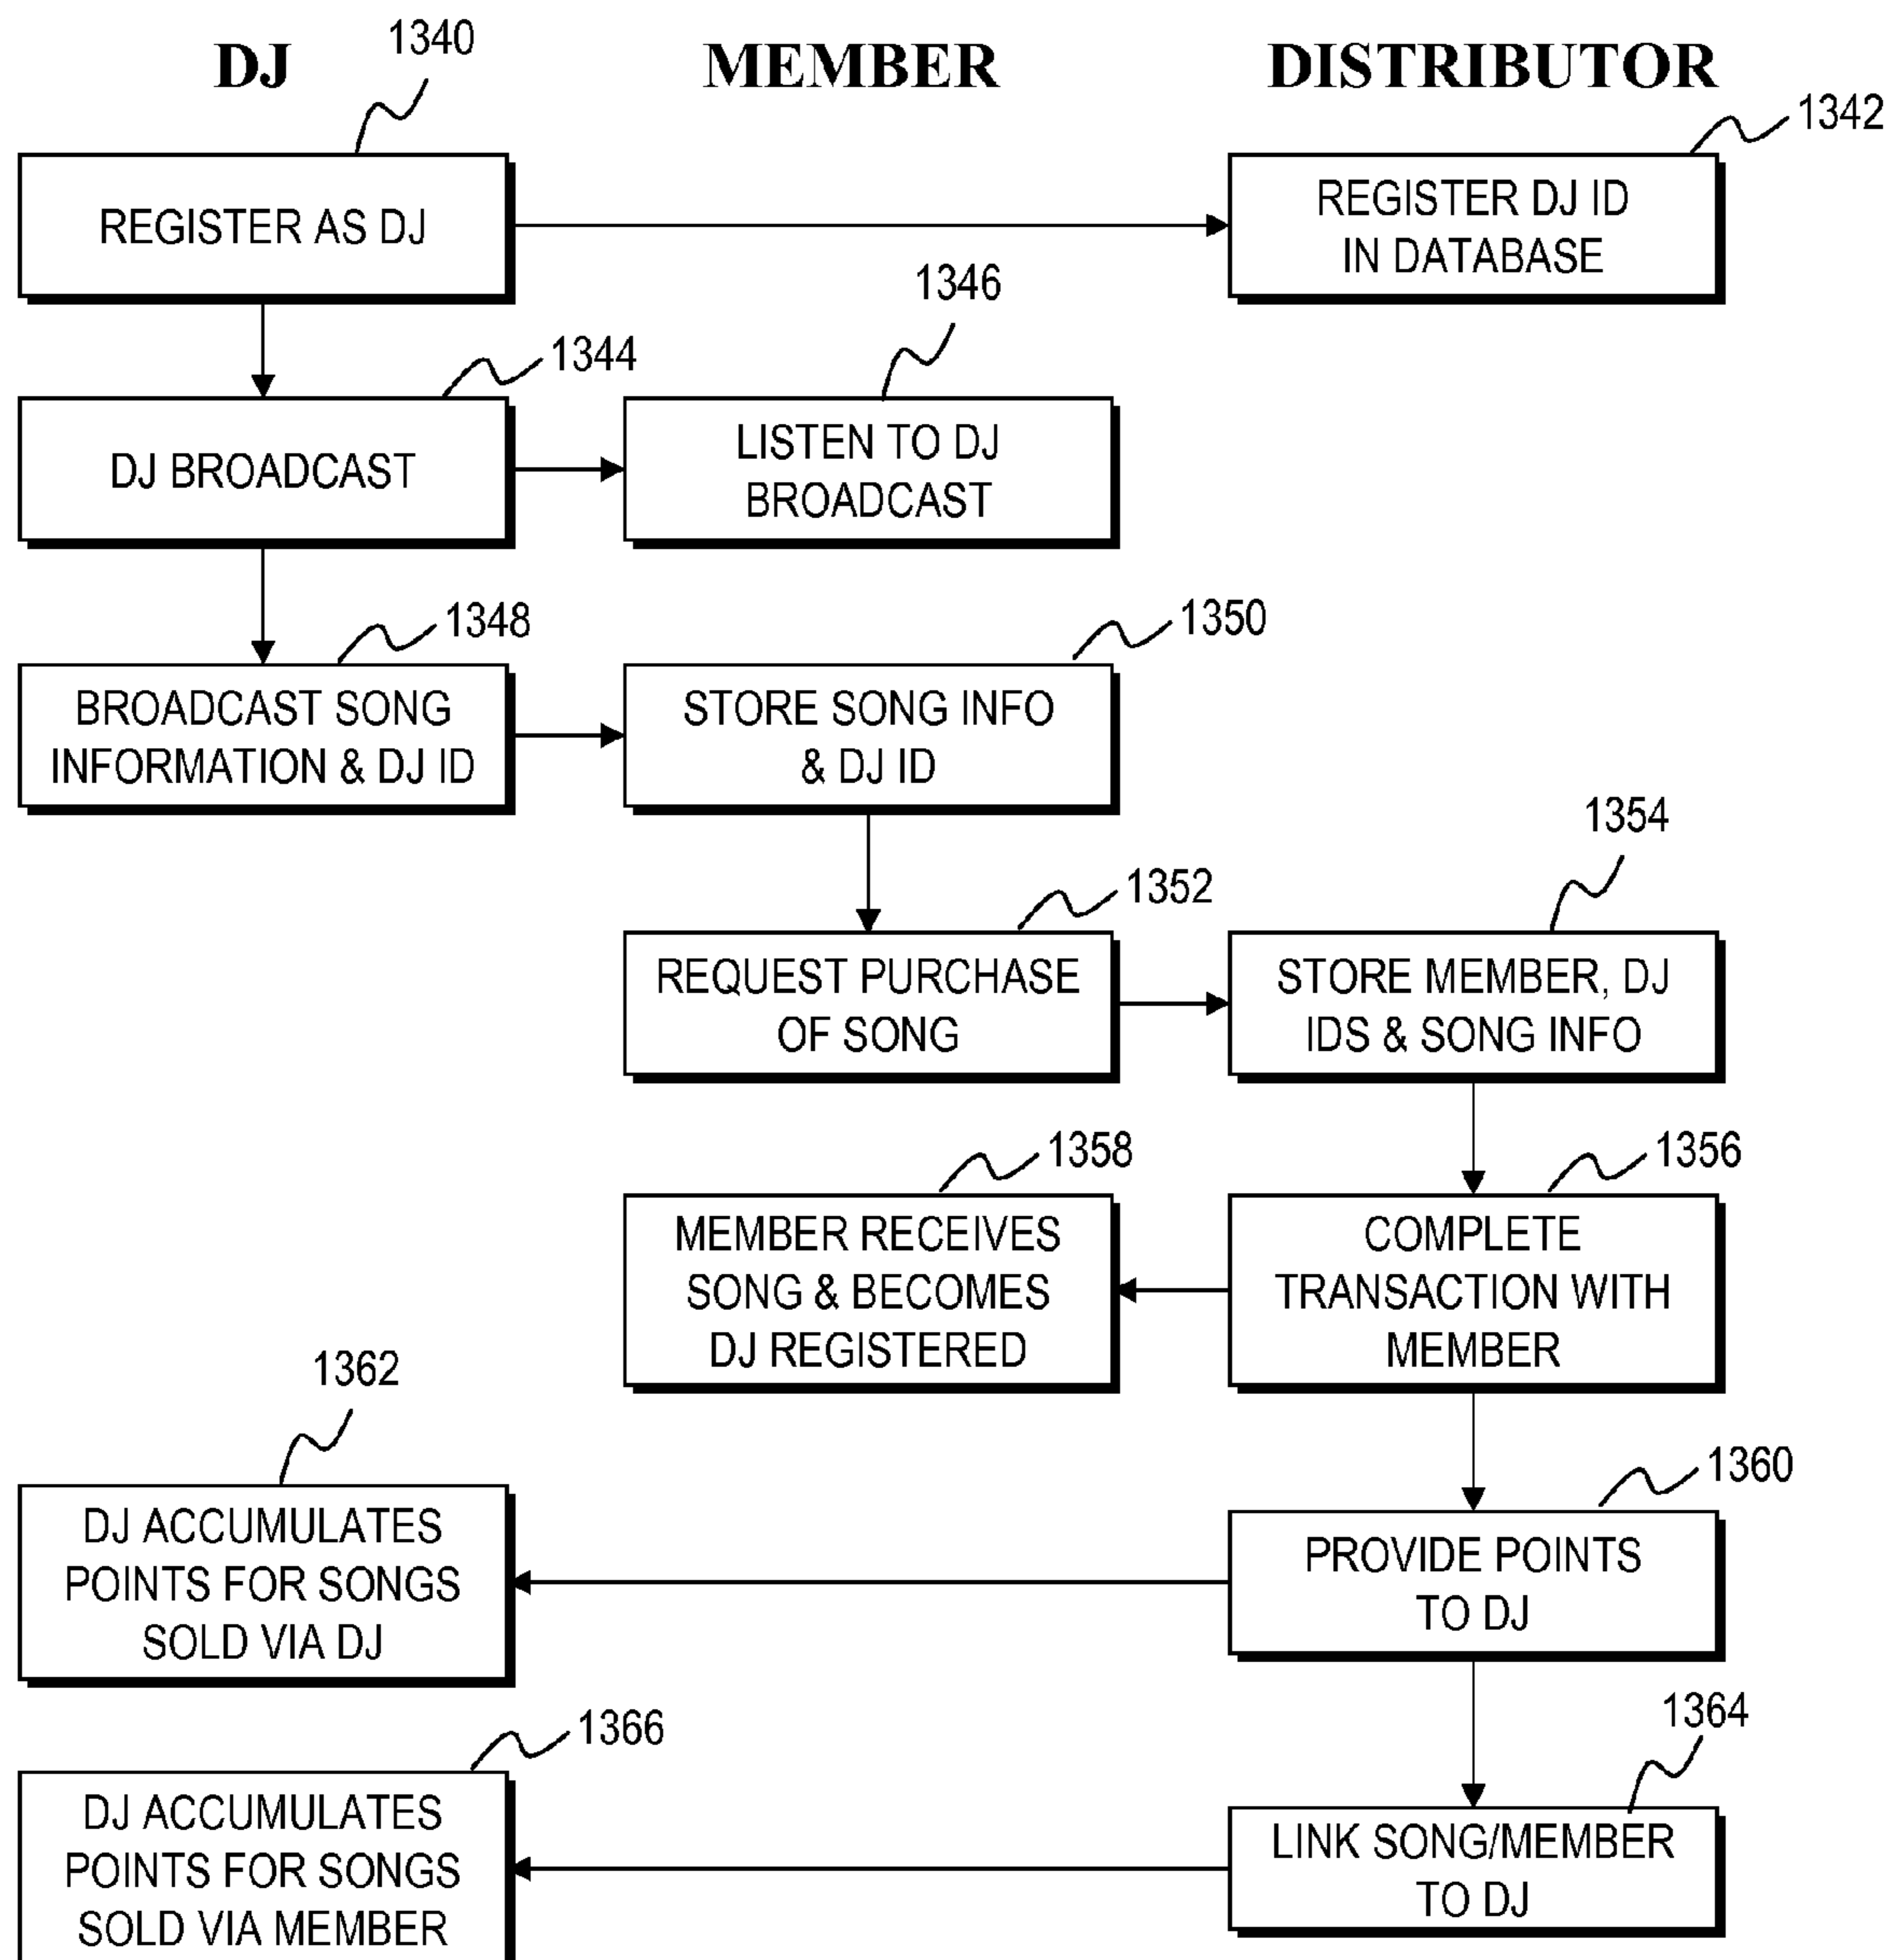 1340
DJ
MEMBER
DISTRIBUTOR
1342
REGISTER AS DJ
REGISTER DJ ID
IN DATABASE
1346
1344
DJ BROADCAST
LISTEN TO DJ
BROADCAST
1348
1350
BROADCAST SONG
INFORMATION & DJ ID
STORE SONG INFO
& DJ ID
1354
1352
REQUEST PURCHASE
OF SONG
STORE MEMBER, DJ
IDS & SONG INFO
1358
1356
MEMBER RECEIVES
SONG & BECOMES
DJ REGISTERED
COMPLETE
TRANSACTION WITH
MEMBER
1362
1360
DJ ACCUMULATES
POINTS FOR SONGS
SOLD VIA DJ
PROVIDE POINTS
TO DJ
1366
1364
DJ ACCUMULATES
POINTS FOR SONGS
SOLD VIA MEMBER
LINK SONG/MEMBER
TO DJ